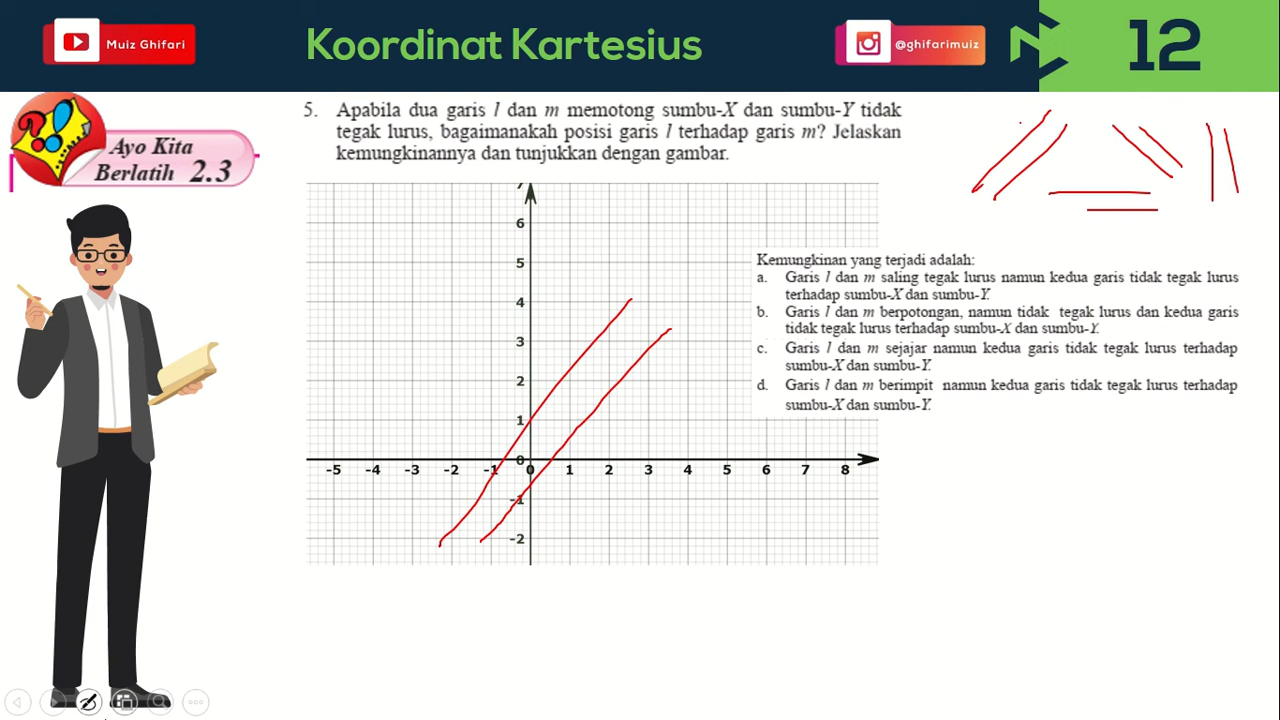 Muiz Ghifari
Koordinat Kartesius
@ghifarimuiz
12
Ayo Kita
Berlatih 2.3
5. Apabila dua garis l dan m memotong sumbu-X dan sumbu-Y tidak
tegak lurus, bagaimanakah posisi garis l terhadap garis m? Jelaskan
kemungkinannya dan tunjukkan dengan gambar.
6
5
4
3
2
1
0
-5 -4 -3 -2 -1 0 1 2 3 4 5 6 7 8
-1
-2
Kemungkinan yang terjadi adalah:
a. Garis l dan m saling tegak lurus namun kedua garis tidak tegak lurus
terhadap sumbu-X dan sumbu-Y.
b. Garis l dan m berpotongan, namun tidak tegak lurus dan kedua garis
tidak tegak lurus terhadap sumbu-X dan sumbu-Y.
c. Garis l dan m sejajar namun kedua garis tidak tegak lurus terhadap
sumbu-X dan sumbu-Y.
d. Garis l dan m berimpit namun kedua garis tidak tegak lurus terhadap
sumbu-X dan sumbu-Y.